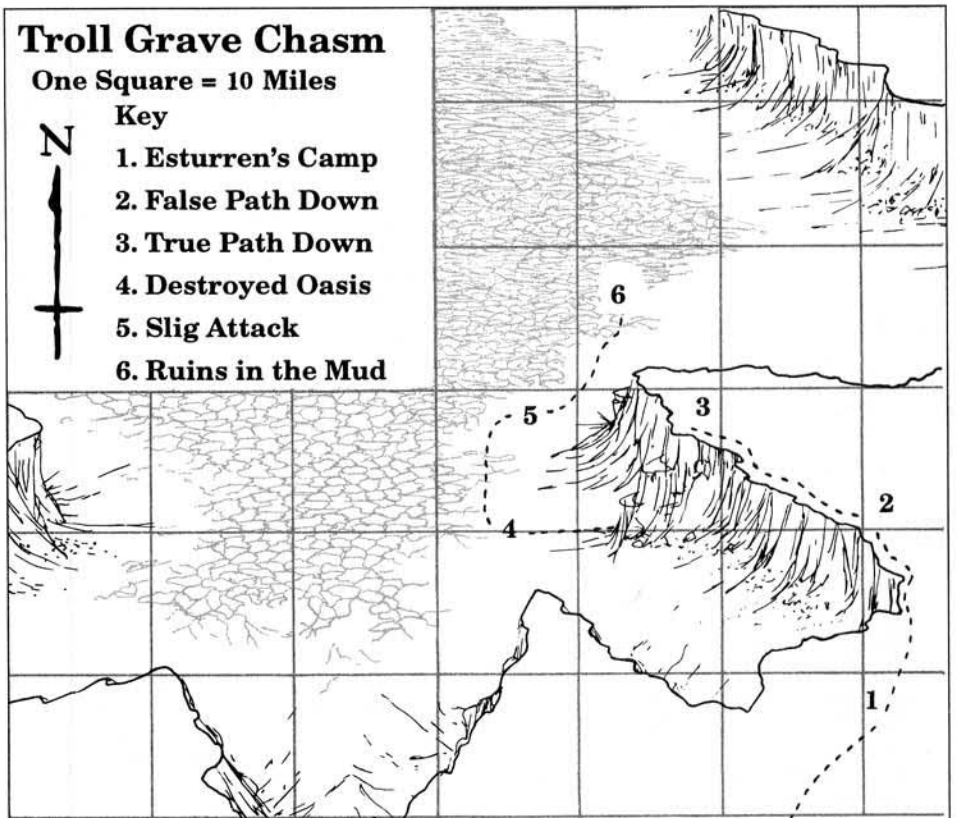 Troll Grave Chasm
One Square = 10 Miles
Key
N
1. Esturren's Camp
2. False Path Down
3. True Path Down
4. Destroyed Oasis
5. Slig Attack
6. Ruins in the Mud
6
5
3
4
2
1